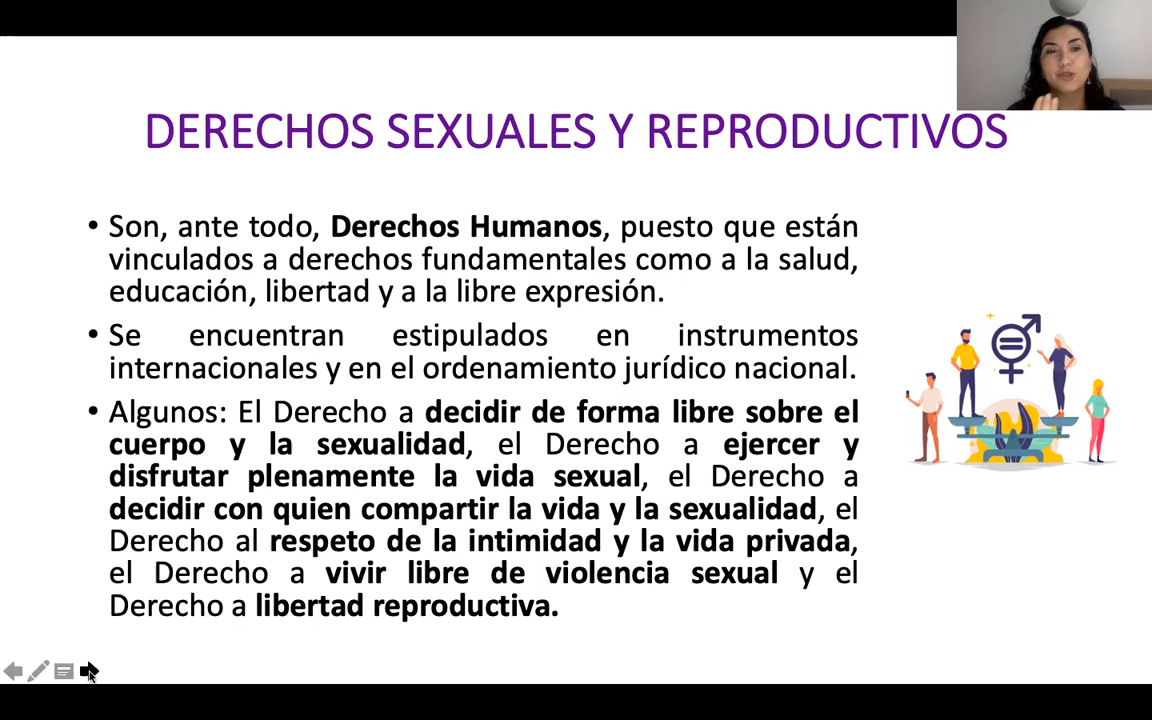 DERECHOS SEXUALES Y REPRODUCTIVOS
• Son, ante todo, Derechos Humanos, puesto que están
vinculados a derechos fundamentales como a la salud,
educación, libertad y a la libre expresión.
• Se encuentran estipulados en instrumentos
internacionales y en el ordenamiento jurídico nacional.
• Algunos: El Derecho a decidir de forma libre sobre el
cuerpo y la sexualidad, el Derecho a ejercer y
disfrutar plenamente la vida sexual, el Derecho a
decidir con quien compartir la vida y la sexualidad, el
Derecho al respeto de la intimidad y la vida privada,
el Derecho a vivir libre de violencia sexual y el
Derecho a libertad reproductiva.